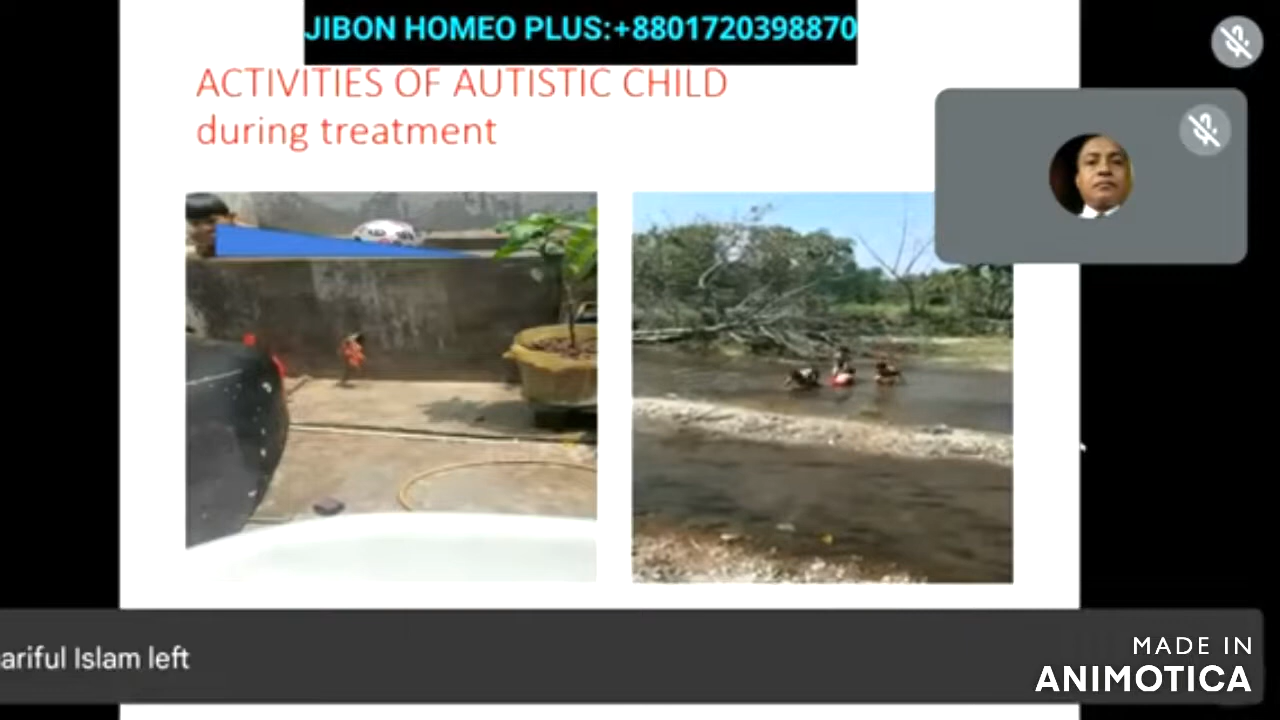 JIBON HOMEO PLUS:+8801720398870
ACTIVITIES OF AUTISTIC CHILD
during treatment
ariful Islam left
MADE IN
ANIMOTICA